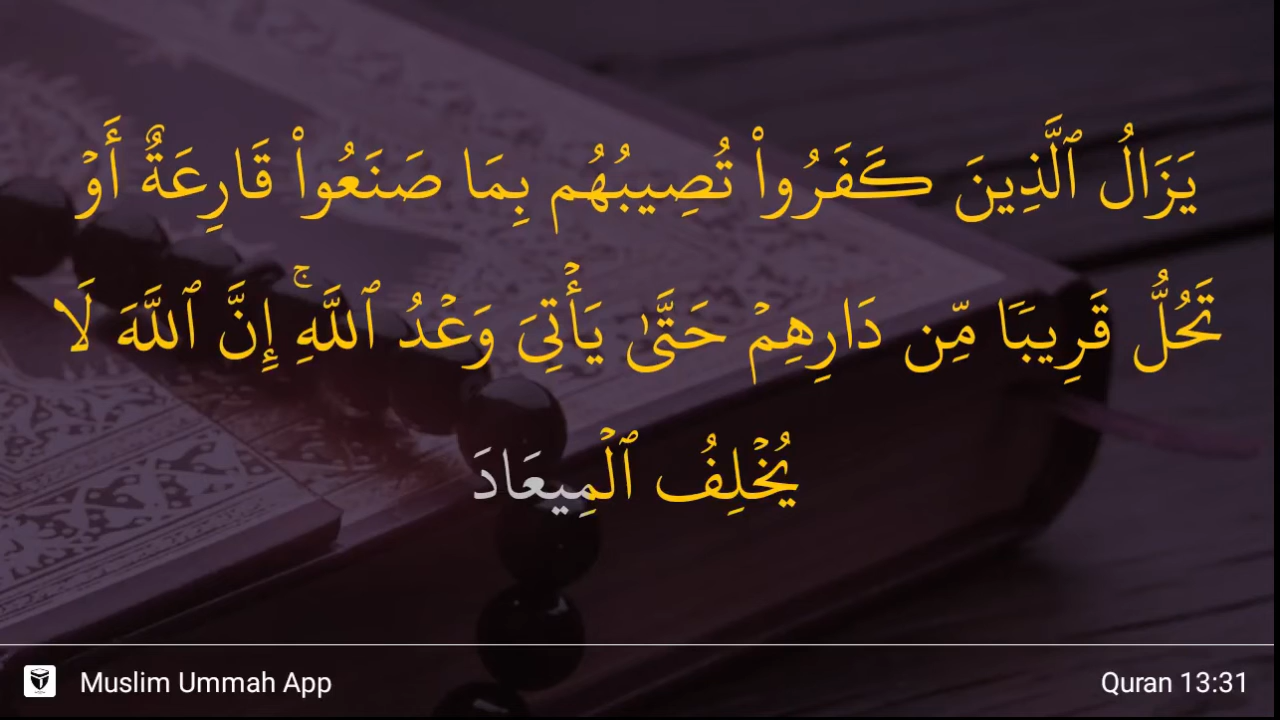 يَزَالُ ٱلَّذِينَ كَفَرُوا۟ تُصِيبُهُم بِمَا صَنَعُوا۟ قَارِعَةٌ أَوْ
تَحُلُّ قَرِيبًا مِّن دَارِهِمْ حَتَّىٰ يَأْتِىَ وَعْدُ ٱللَّهِ ۚ إِنَّ ٱللَّهَ لَا
يُخْلِفُ ٱلْمِيعَادَ
Muslim Ummah App
Quran 13:31